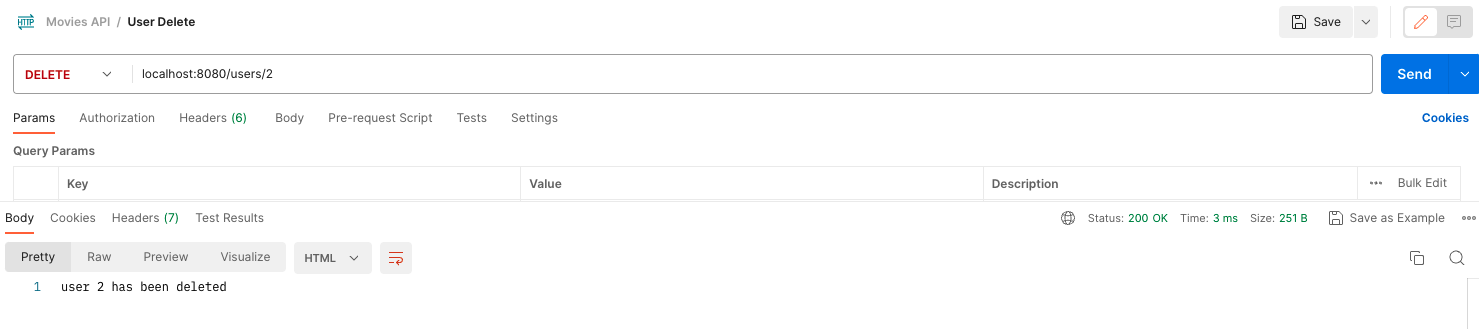 HTTP Movies API / User Delete Save
DELETE localhost:8080/users/2 Send
Params Authorization Headers (6) Body Pre-request Script Tests Settings Cookies
Query Params
Key Value Description ••• Bulk Edit
Body Cookies Headers (7) Test Results Status: 200 OK Time: 3 ms Size: 251 B Save as Example •••
Pretty Raw Preview Visualize HTML
1 user 2 has been deleted